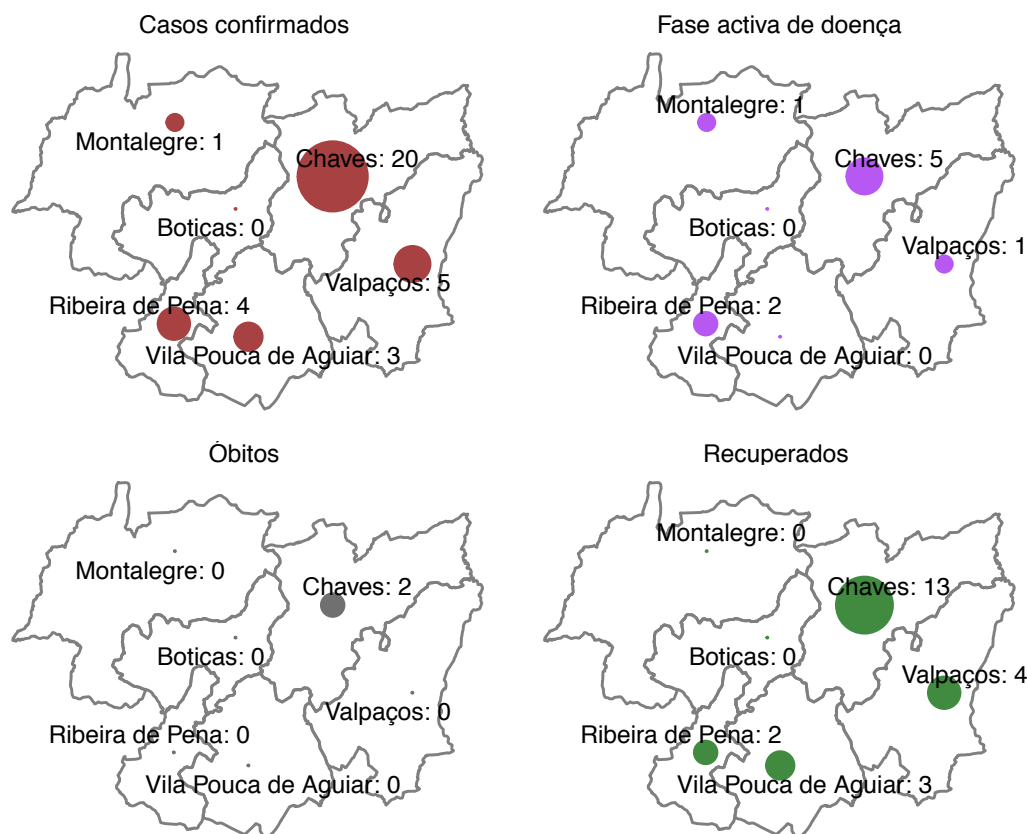 Casos confirmados
Montalegre: 1
Chaves: 20
Boticas: 0
Valpaços: 5
Ribeira de Pena: 4
Vila Pouca de Aguiar: 3
Fase activa de doença
Montalegre: 1
Chaves: 5
Boticas: 0
Valpaços: 1
Ribeira de Pena: 2
Vila Pouca de Aguiar: 0
Óbitos
Montalegre: 0
Chaves: 2
Boticas: 0
Valpaços: 0
Ribeira de Pena: 0
Vila Pouca de Aguiar: 0
Recuperados
Montalegre: 0
Chaves: 13
Boticas: 0
Valpaços: 4
Ribeira de Pena: 2
Vila Pouca de Aguiar: 3